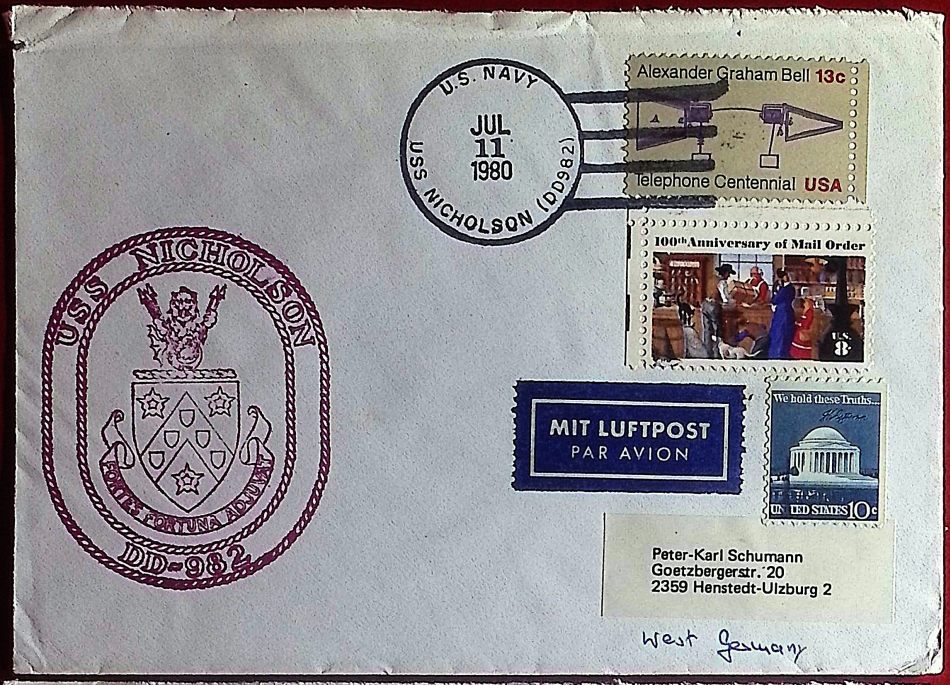 U.S. NAVY
JUL
11
1980
USS NICHOLSON (DD982)
Alexander Graham Bell 13c
Telephone Centennial USA
100th Anniversary of Mail Order
U.S.
8
USS NICHOLSON
FORTES FORTUNA ADJUVAT
DD-982
MIT LUFTPOST
PAR AVION
We hold these Truths...
UNITED STATES 10c
Peter-Karl Schumann
Goetzbergerstr. 20
2359 Henstedt-Ulzburg 2
West Germany